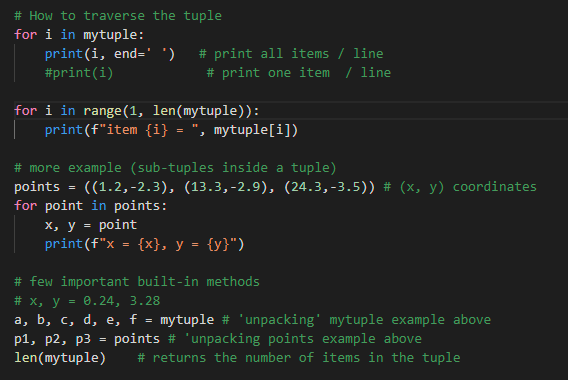 # How to traverse the tuple
for i in mytuple:
    print(i, end=' ')   # print all items / line
    #print(i)            # print one item  / line
for i in range(1, len(mytuple)):
    print(f"item {i} = ", mytuple[i])
# more example (sub-tuples inside a tuple)
points = ((1.2,-2.3), (13.3,-2.9), (24.3,-3.5)) # (x, y) coordinates
for point in points:
    x, y = point
    print(f"x = {x}, y = {y}")
# few important built-in methods
# x, y = 0.24, 3.28
a, b, c, d, e, f = mytuple # 'unpacking' mytuple example above
p1, p2, p3 = points # 'unpacking points example above
len(mytuple)    # returns the number of items in the tuple